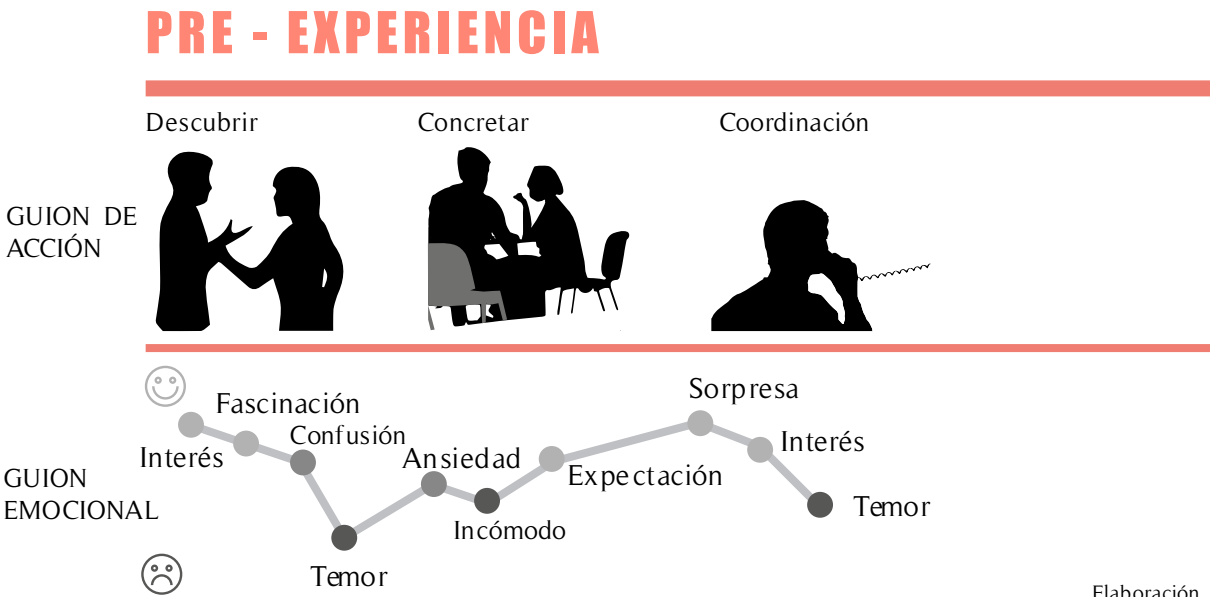 PRE - EXPERIENCIA
Descubrir
Concretar
Coordinación
GUION DE
ACCIÓN
Sorpresa
Fascinación
Confusión
Interés
Interés
Ansiedad
Expectación
GUION
EMOCIONAL
Temor
Incómodo
Temor
Elaboración